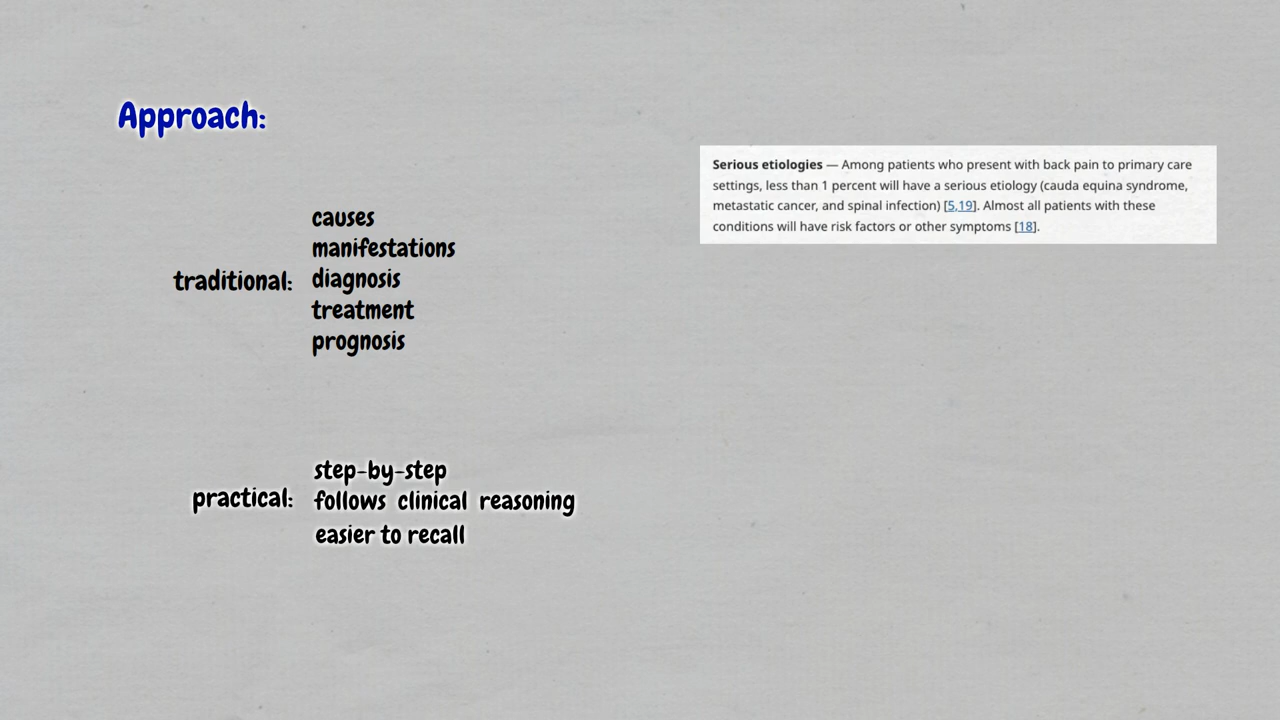 Approach:
traditional:
causes
manifestations
diagnosis
treatment
prognosis
practical:
step-by-step
follows clinical reasoning
easier to recall
Serious etiologies — Among patients who present with back pain to primary care
settings, less than 1 percent will have a serious etiology (cauda equina syndrome,
metastatic cancer, and spinal infection) [5,19]. Almost all patients with these
conditions will have risk factors or other symptoms [18].